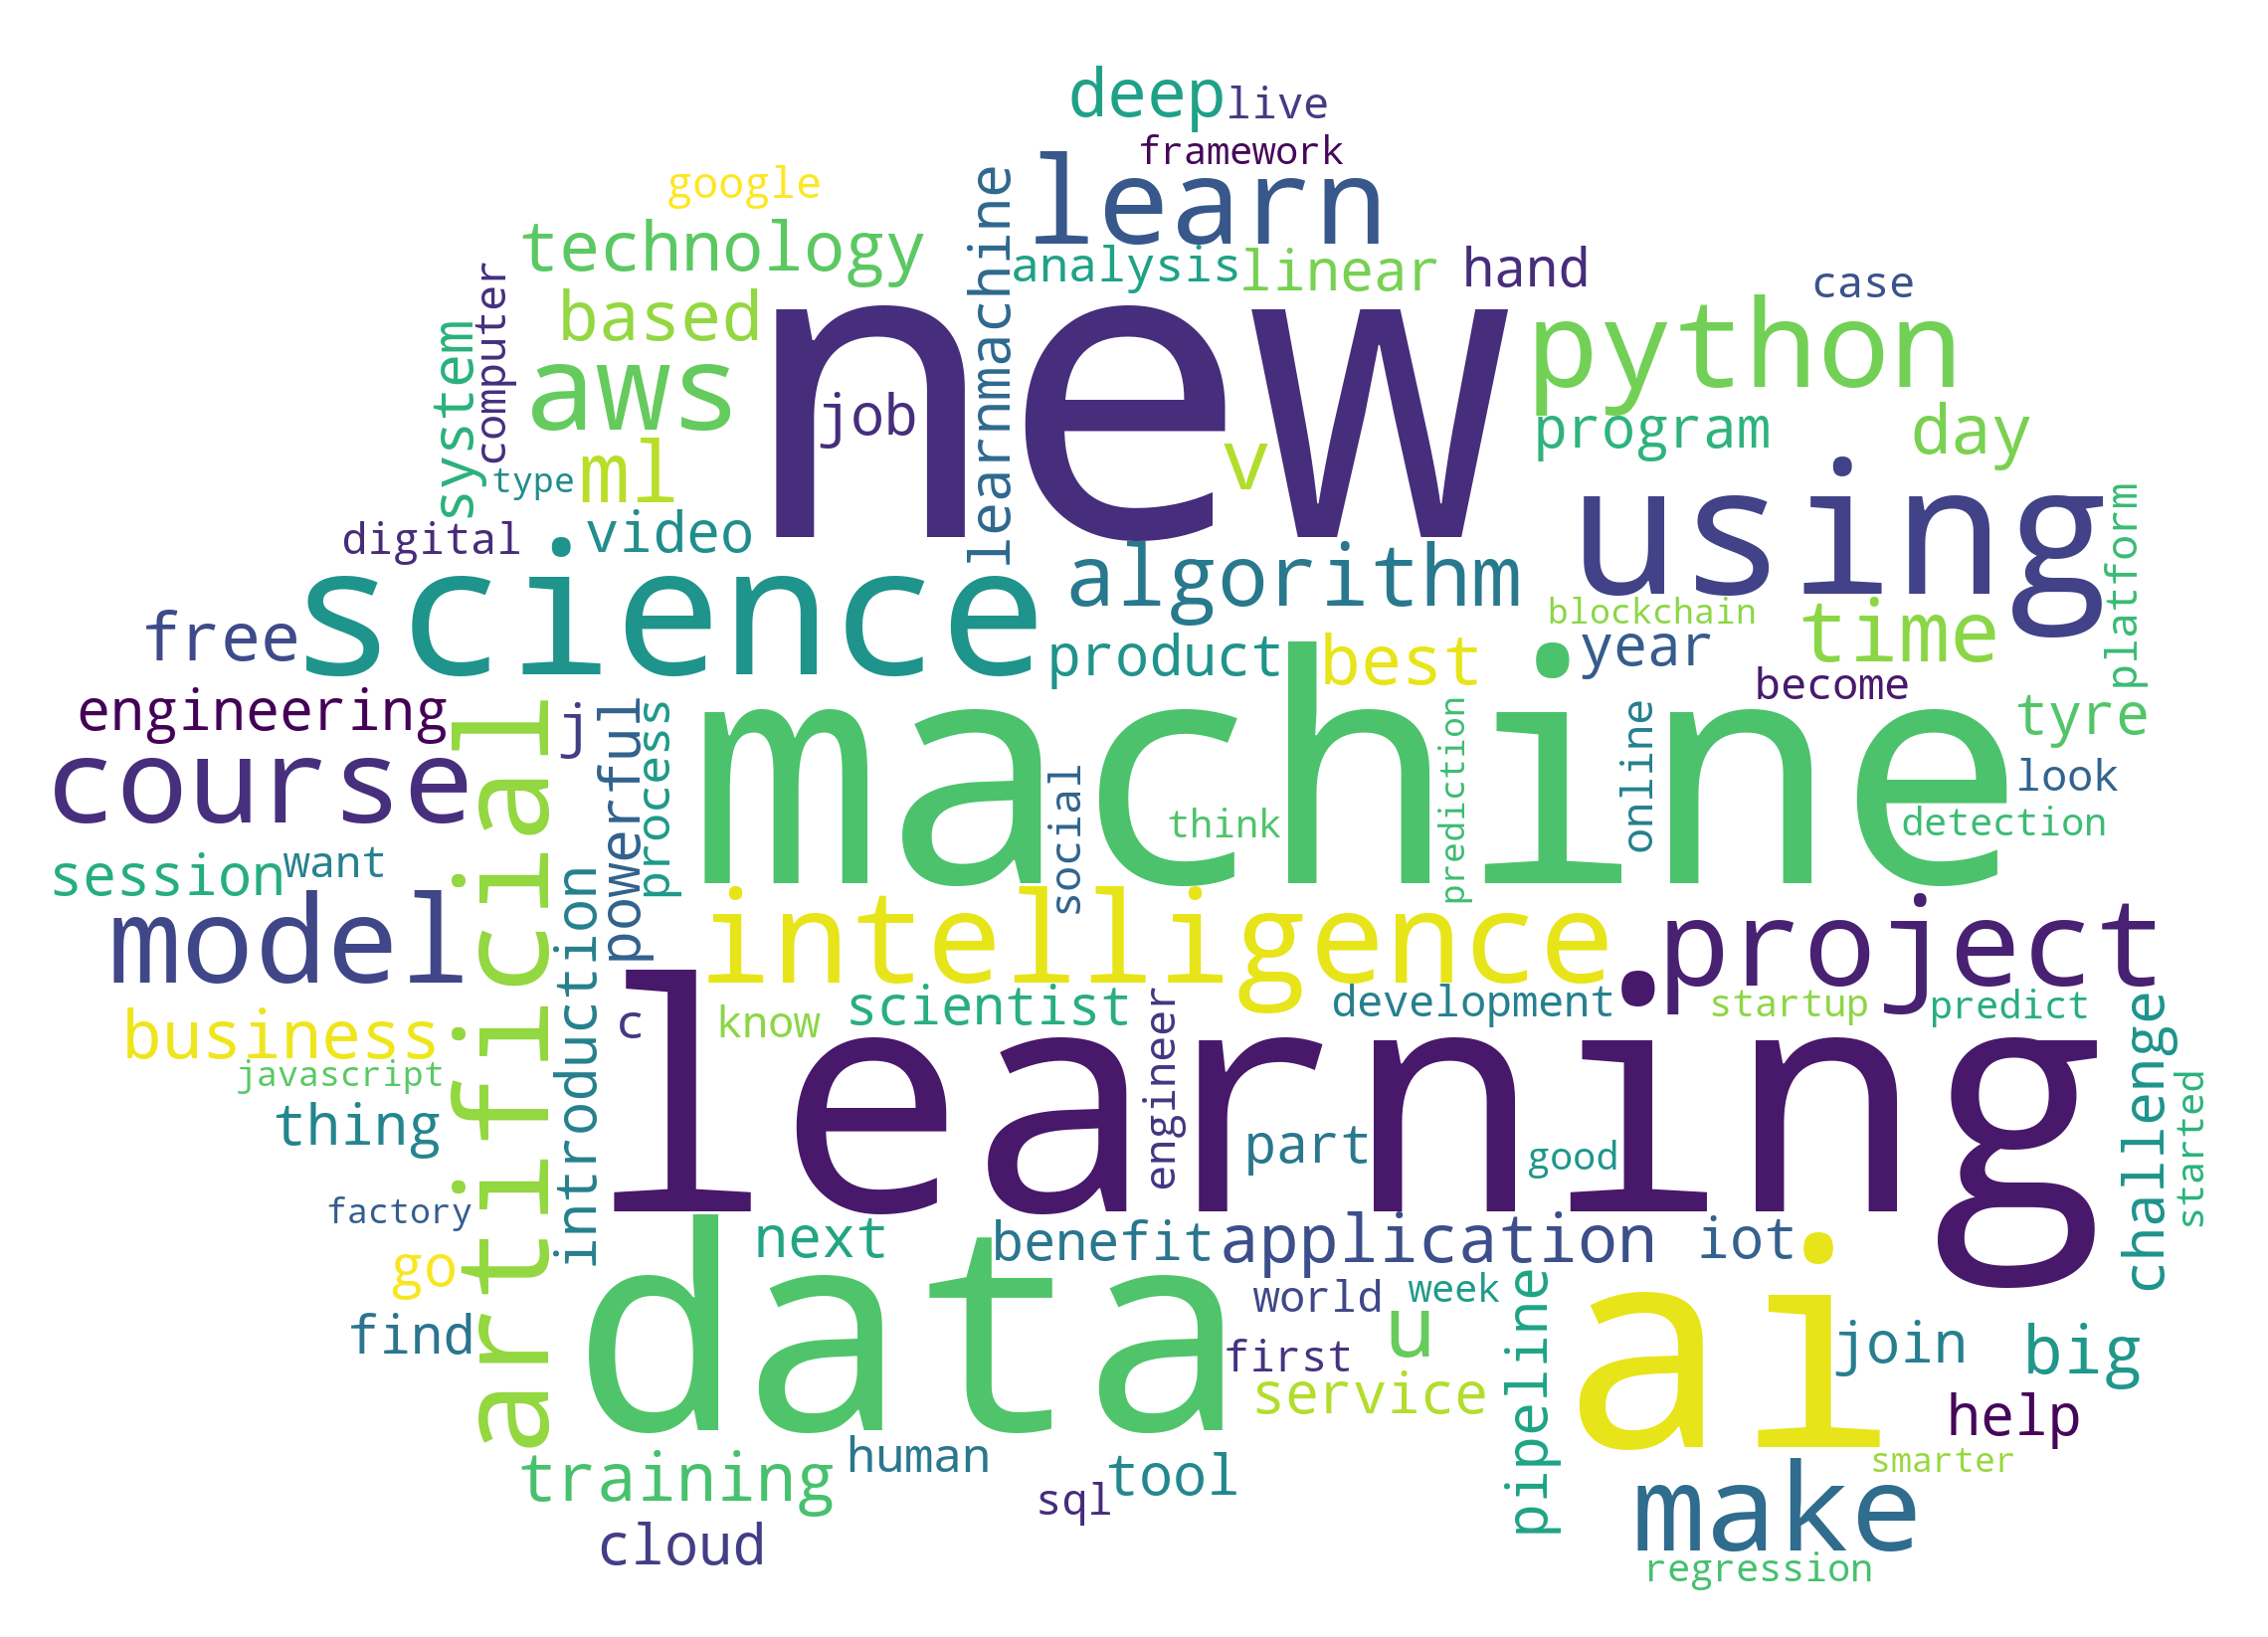 deep
live
framework
google
learn
learnmachine
technology
analysis
linear
hand
case
computer
based
new
python
system
aws
job
program
day
v
ml
type
using
platform
digital
video
science
algorithm
blockchain
free
product
best
year
time
become
engineering
j
powerful
process
machine
prediction
online
tyre
course
artificial
social
think
look
detection
session
want
model
introduction
intelligence
project
business
c
know
scientist
engineer
development
startup
predict
challenge
javascript
learning
started
thing
part
good
factory
next
benefit
application
iot
go
data
world
week
pipeline
ai
find
first
u
join
big
service
help
training
human
tool
smarter
sql
make
cloud
regression